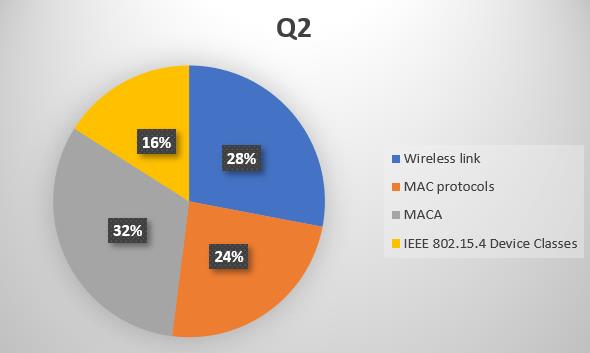 Q2
16%
28%
32%
24%
Wireless link
MAC protocols
MACA
IEEE 802.15.4 Device Classes